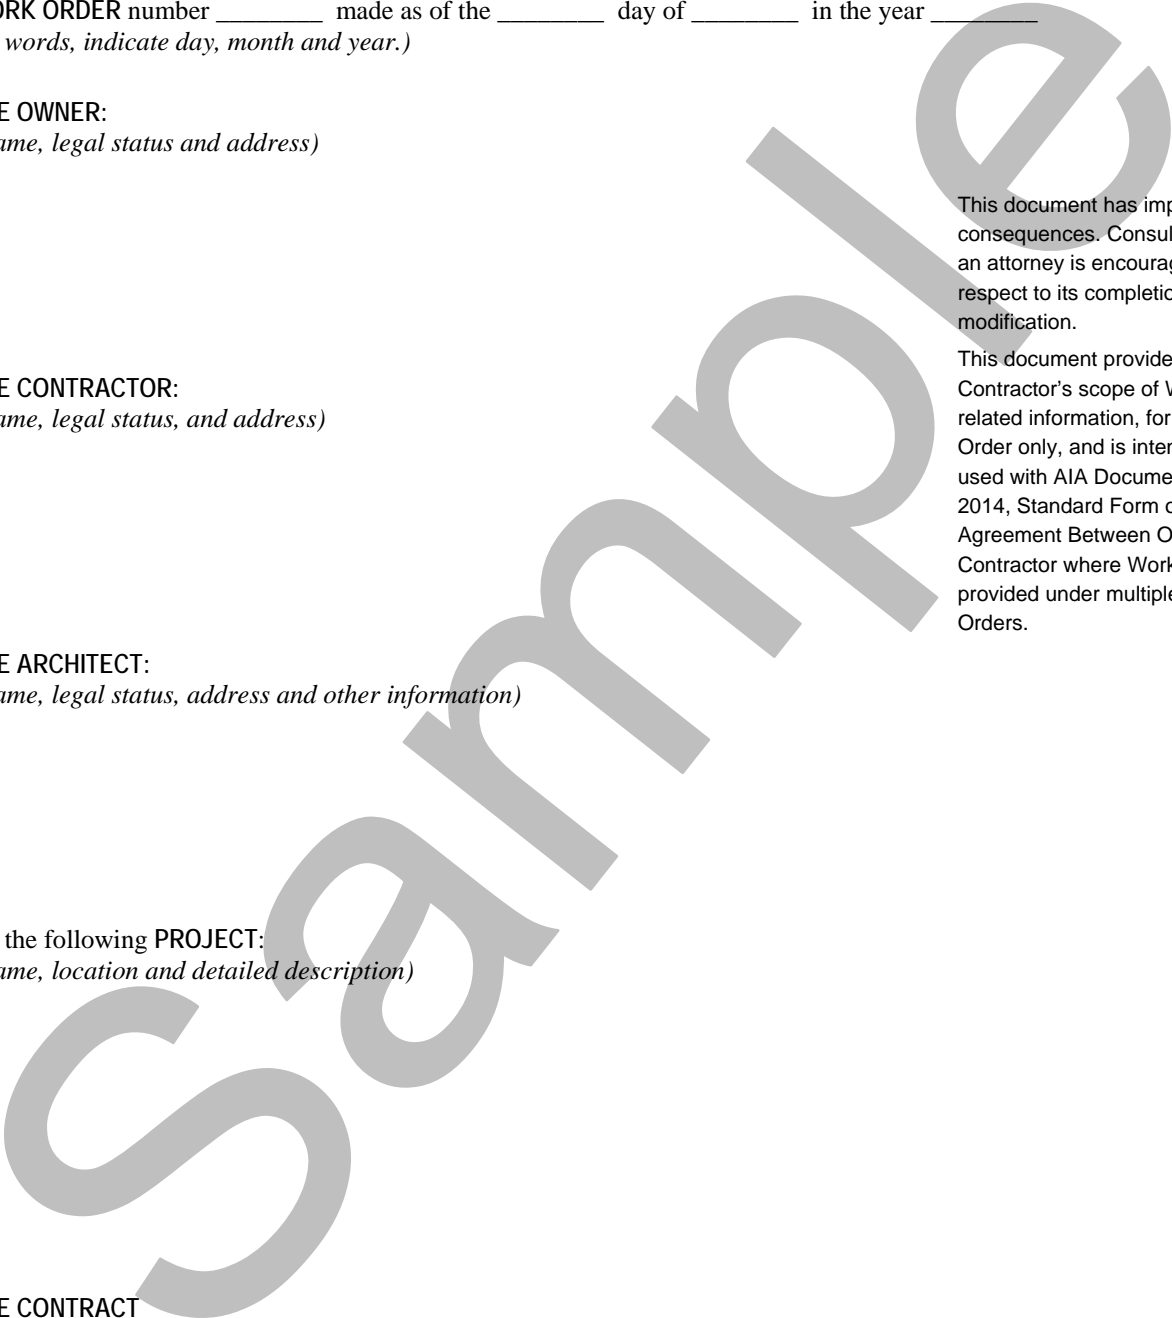 ORK ORDER number ________ made as of the ________ day of ________ in the year ________
words, indicate day, month and year.)
E OWNER:
ame, legal status and address)
This document has imp
consequences. Consul
an attorney is encourag
respect to its completio
modification.
This document provide
Contractor's scope of W
related information, for
Order only, and is inter
used with AIA Docume
2014, Standard Form o
Agreement Between O
Contractor where Work
provided under multiple
Orders.
E CONTRACTOR:
ame, legal status, and address)
E ARCHITECT:
ame, legal status, address and other information)
the following PROJECT:
ame, location and detailed description)
E CONTRACT
Sample